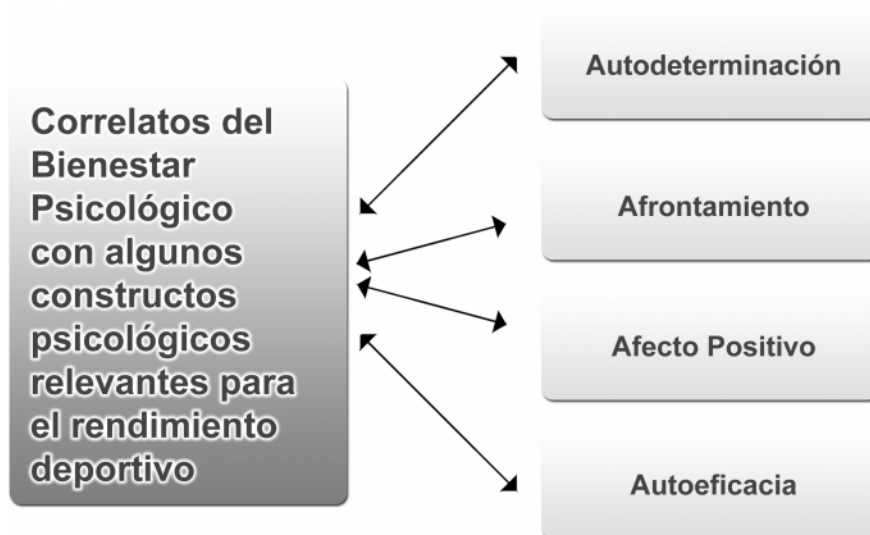 Correlatos del
Bienestar
Psicológico
con algunos
constructos
psicológicos
relevantes para
el rendimiento
deportivo
Autodeterminación
Afrontamiento
Afecto Positivo
Autoeficacia